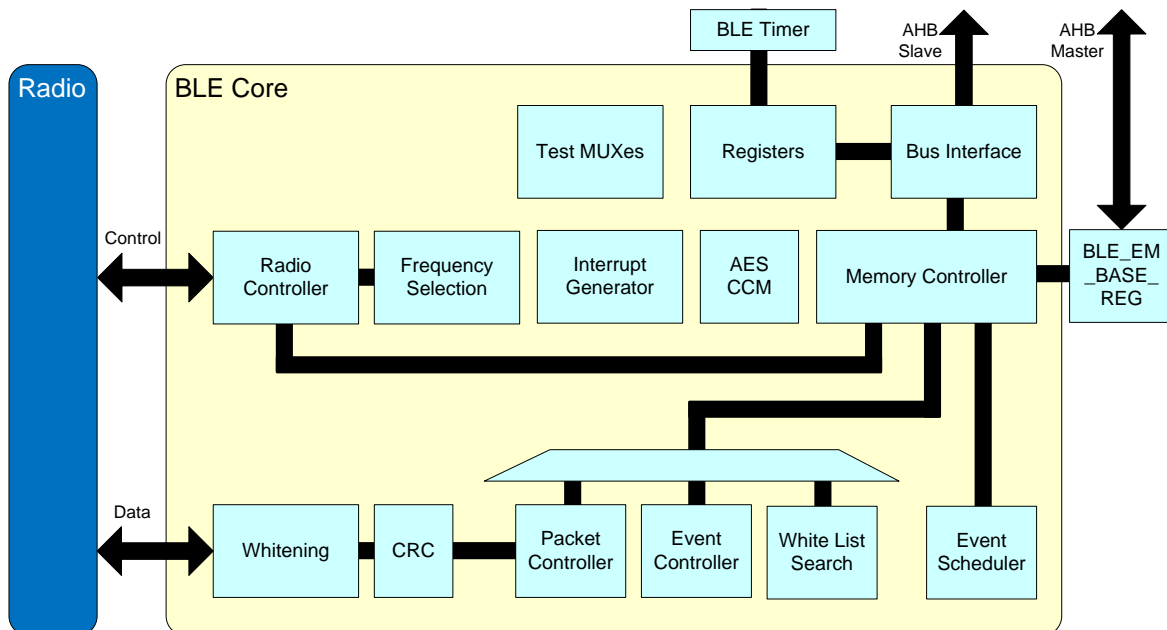 BLE Timer
AHB
Slave
AHB
Master
Radio
BLE Core
Test MUXes
Registers
Bus Interface
Control
Radio
Controller
Frequency
Selection
Interrupt
Generator
AES
CCM
Memory Controller
BLE_EM
_BASE_
REG
Data
Whitening
CRC
Packet
Controller
Event
Controller
White List
Search
Event
Scheduler